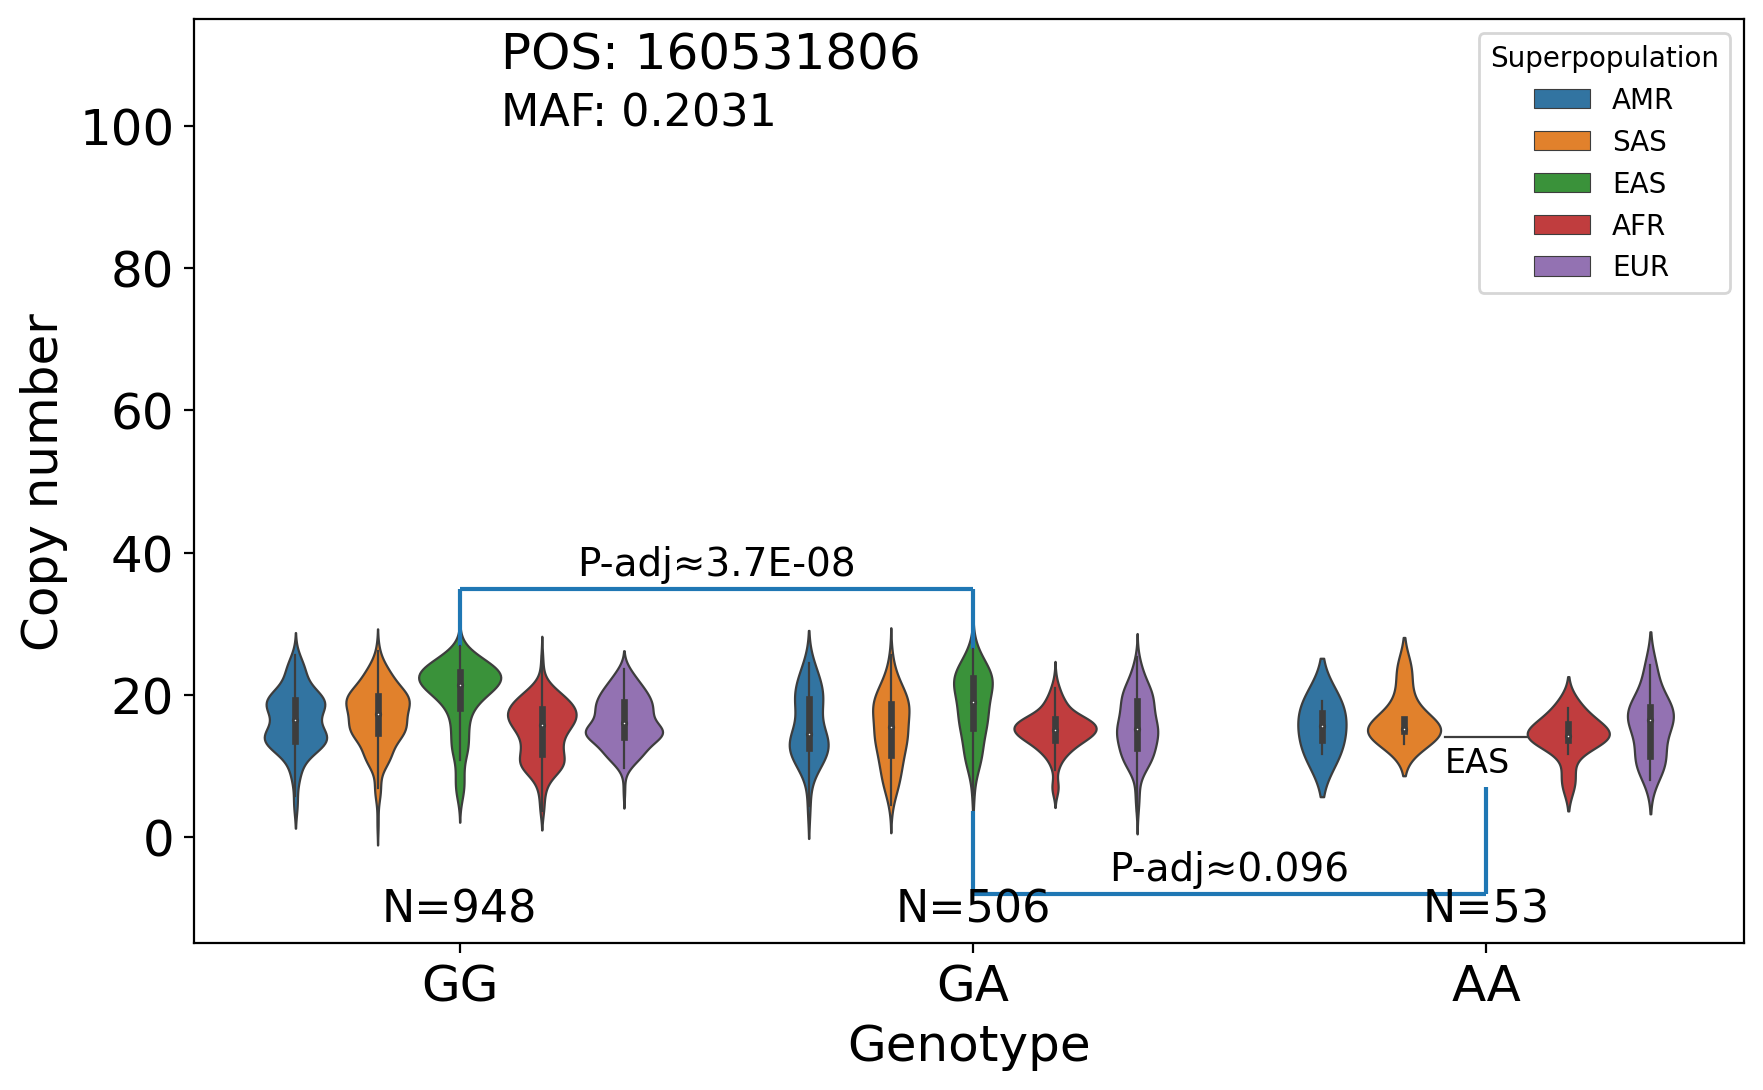 POS: 160531806
MAF: 0.2031
Superpopulation
AMR
SAS
EAS
AFR
EUR
100
80
60
40
20
0
Copy number
P-adj≈3.7E-08
EAS
P-adj≈0.096
N=948
N=506
N=53
GG
GA
AA
Genotype